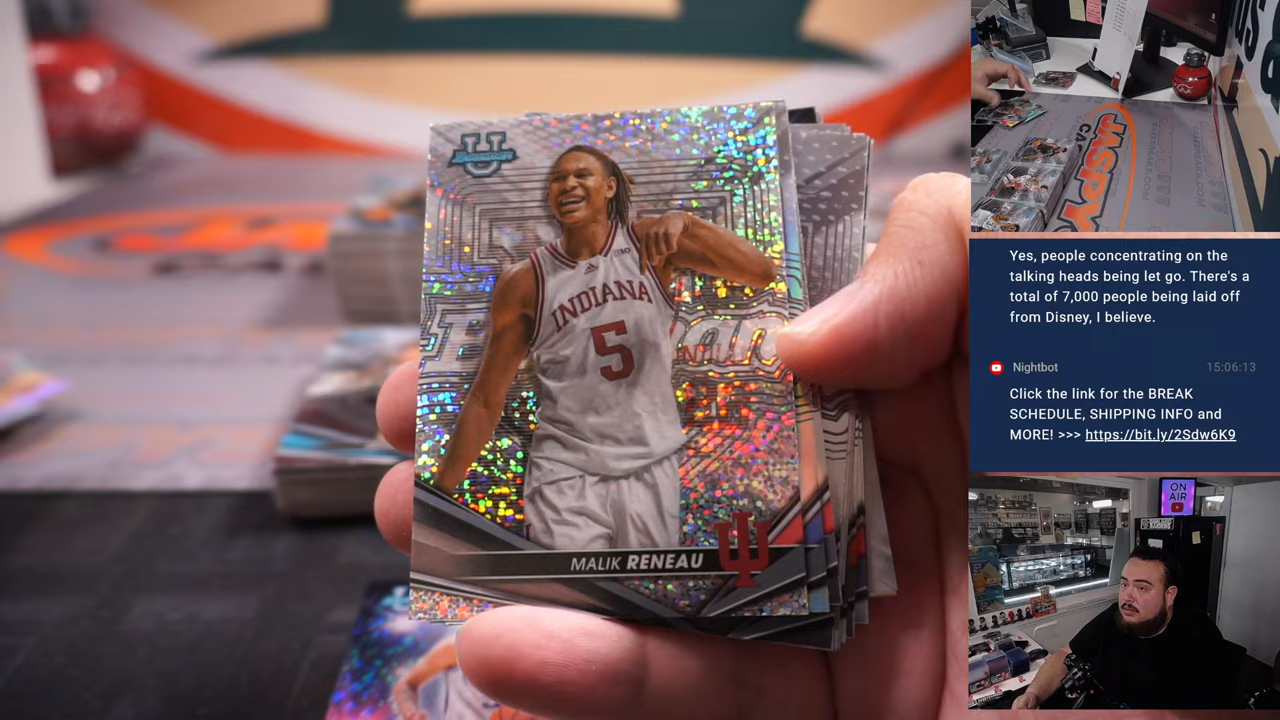 U
Bowman
INDIANA
5
MALIK RENEAU
JASPY
Yes, people concentrating on the
talking heads being let go. There's a
total of 7,000 people being laid off
from Disney, I believe.
Nightbot 15:06:13
Click the link for the BREAK
SCHEDULE, SHIPPING INFO and
MORE! >>> https://bit.ly/2Sdw6K9
ON
AIR